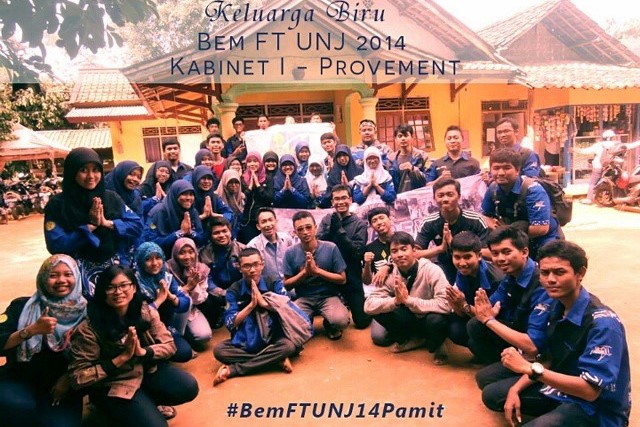 Keluarga Biru
BEM FT UNJ 2014
KABINET I - PROVEMENT
#BemFTUNJ14Pamit